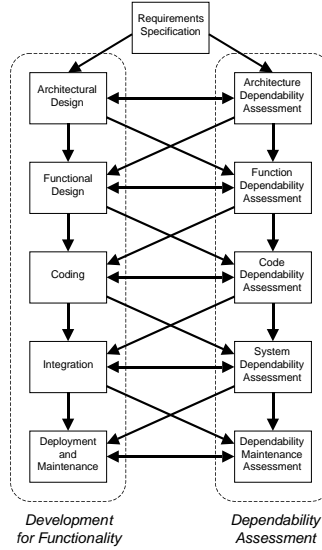 Requirements
Specification
Architectural
Design
Architecture
Dependability
Assessment
Functional
Design
Function
Dependability
Assessment
Coding
Code
Dependability
Assessment
Integration
System
Dependability
Assessment
Deployment
and
Maintenance
Dependability
Maintenance
Assessment
Development
for Functionality
Dependability
Assessment